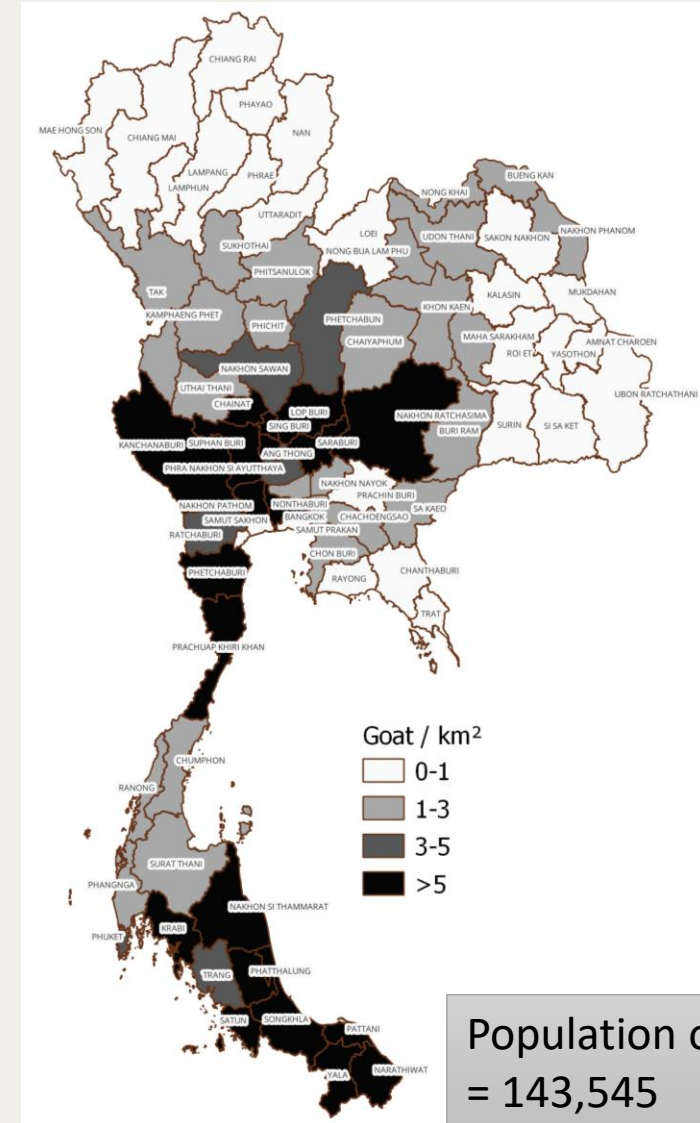 CHIANG RAI
PHAYAO
MAE HONG SON
CHIANG MAI
NAN
LAMPANG
PHRAE
LAMPHUN
UTTARADIT
BUENG KAN
NONG KHAI
LOEI
UDON THANI
SAKON NAKHON
NAKHON PHANOM
SUKHOTHAI
NONG BUA LAM PHU
PHITSANULOK
TAK
KALASIN
MUKDAHAN
KAMPHAENG PHET
KHON KAEN
PHICHIT
PHETCHABUN
CHAIYAPHUM
MAHA SARAKHAM
AMNAT CHAROEN
ROI ET
YASOTHON
NAKHON SAWAN
UTHAI THANI
UBON RATCHATHANI
CHAINAT
LOP BURI
NAKHON RATCHASIMA
SING BURI
SURIN
SI SA KET
BURI RAM
KANCHANABURI
SUPHAN BURI
SARABURI
ANG THONG
PHRA NAKHON SI AYUTTHAYA
NAKHON NAYOK
PRACHIN BURI
NAKHON PATHOM
NONTHABURI
SA KAEO
SAMUT SAKHON
BANGKOK
CHACHOENGSAO
SAMUT PRAKAN
RATCHABURI
CHON BURI
PHETCHABURI
RAYONG
CHANTHABURI
TRAT
PRACHUAP KHIRI KHAN
CHUMPHON
RANONG
SURAT THANI
PHANGNGA
NAKHON SI THAMMARAT
KRABI
PHUKET
TRANG
PHATTHALUNG
SATUN
SONGKHLA
PATTANI
YALA
NARATHIWAT
Goat / km²
0-1
1-3
3-5
>5
Population
= 143,545